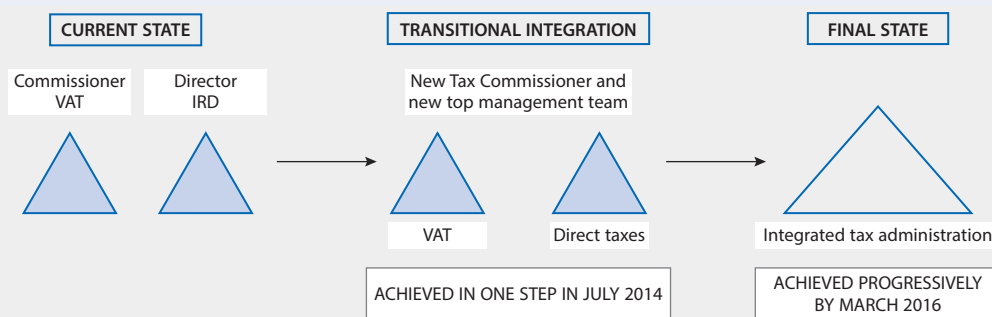 CURRENT STATE
TRANSITIONAL INTEGRATION
FINAL STATE
Commissioner
VAT
Director
IRD
New Tax Commissioner and
new top management team
VAT
Direct taxes
Integrated tax administration
ACHIEVED IN ONE STEP IN JULY 2014
ACHIEVED PROGRESSIVELY
BY MARCH 2016